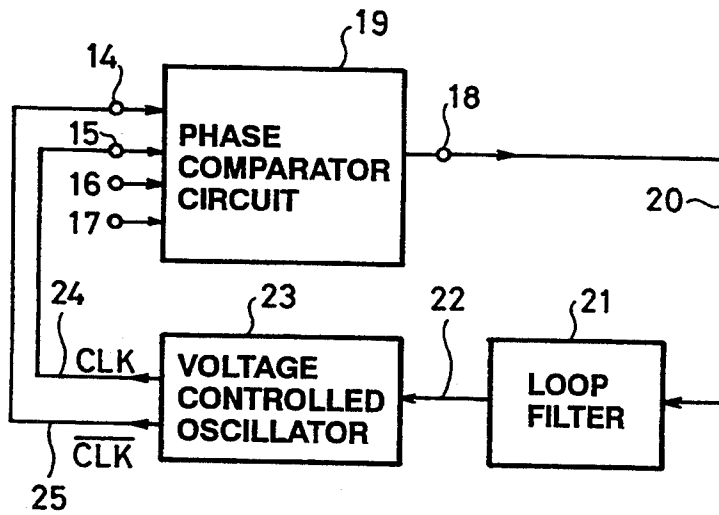 19
14
18
15
PHASE
COMPARATOR
CIRCUIT
16
17
20
24
23
22
21
CLK
VOLTAGE
CONTROLLED
OSCILLATOR
LOOP
FILTER
C̅L̅K̅
25